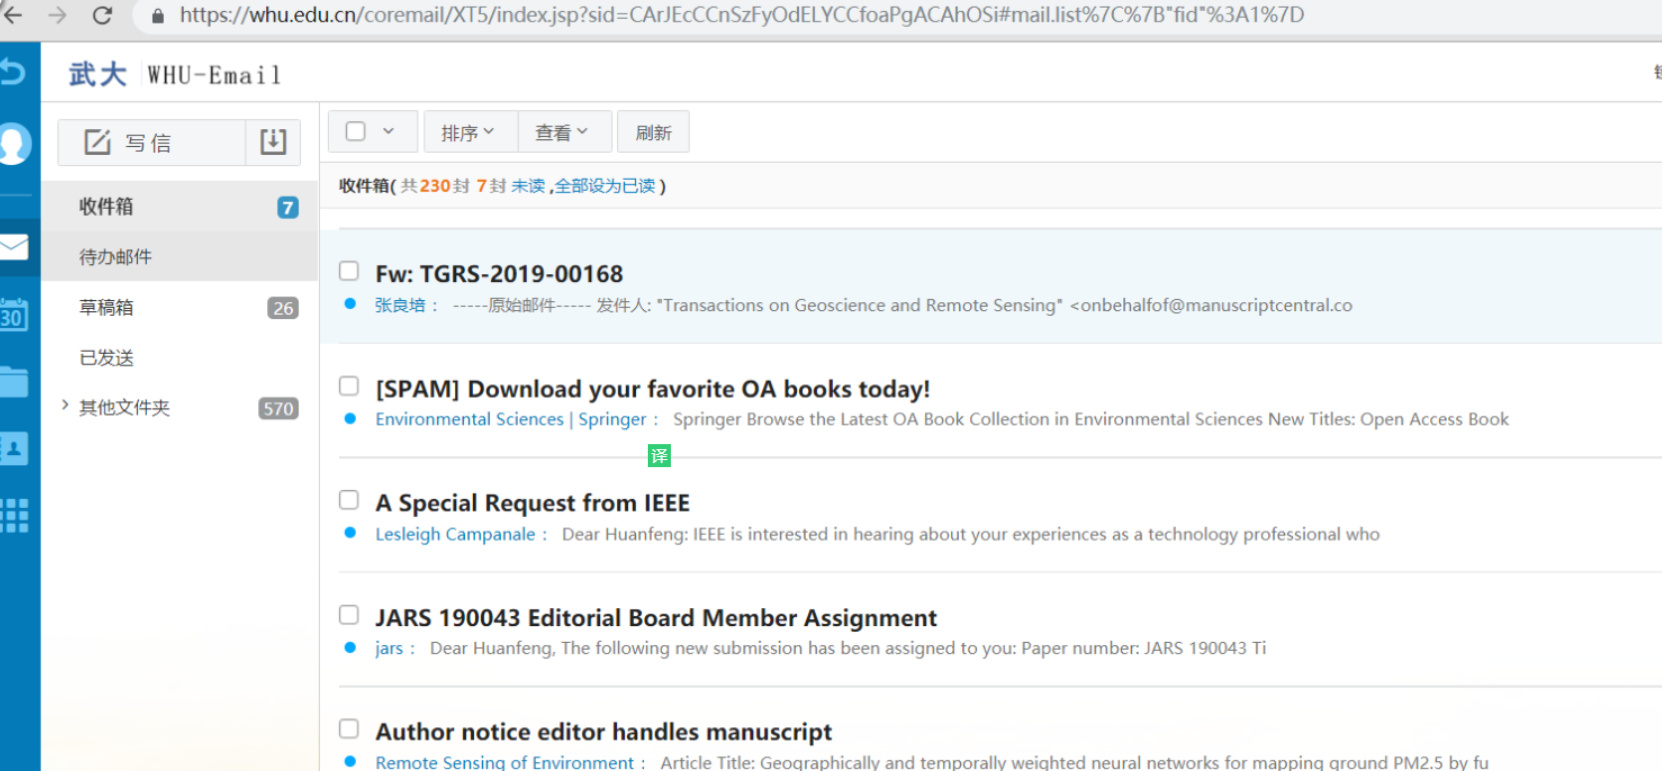 https://whu.edu.cn/coremail/XT5/index.jsp?sid=CArJEcCCnSzFyOdELYCCfoaPgACAhOSi#mail.list%7C%7B"fid"%3A1%7D
武大 WHU-Email
写信
排序 查看 刷新
收件箱(共230封 7封 未读 ,全部设为已读 )
收件箱 7
待办邮件
草稿箱 26
已发送
其他文件夹 570
30
Fw: TGRS-2019-00168
张良培 : -----原始邮件----- 发件人: "Transactions on Geoscience and Remote Sensing" <onbehalfof@manuscriptcentral.co
[SPAM] Download your favorite OA books today!
Environmental Sciences | Springer : Springer Browse the Latest OA Book Collection in Environmental Sciences New Titles: Open Access Book
译
A Special Request from IEEE
Lesleigh Campanale : Dear Huanfeng: IEEE is interested in hearing about your experiences as a technology professional who
JARS 190043 Editorial Board Member Assignment
jars : Dear Huanfeng, The following new submission has been assigned to you: Paper number: JARS 190043 Ti
Author notice editor handles manuscript
Remote Sensing of Environment : Article Title: Geographically and temporally weighted neural networks for mapping ground PM2.5 by fu